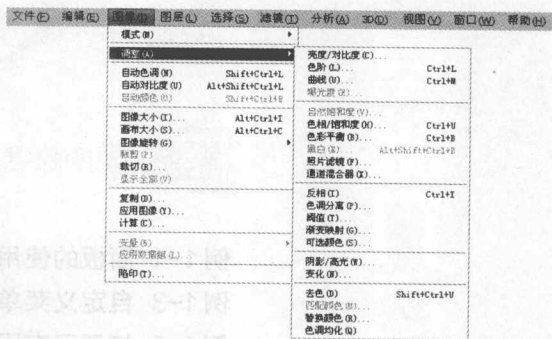 文件(F) 编辑(E) 图像(I) 图层(L) 选择(S) 滤镜(T) 分析(A) 3D(D) 视图(V) 窗口(W) 帮助(H)
模式(M)
调整(A)
自动色调(N) Shift+Ctrl+L
自动对比度(U) Alt+Shift+Ctrl+L
自动颜色(O) Shift+Ctrl+B
图像大小(I)... Alt+Ctrl+I
画布大小(S)... Alt+Ctrl+C
图像旋转(G)
裁剪(P)
裁切(R)...
显示全部(V)
复制(D)...
应用图像(Y)...
计算(C)...
变量(B)
应用数据组(L)...
陷印(T)...
亮度/对比度(C)...
色阶(L)... Ctrl+L
曲线(U)... Ctrl+M
曝光度(E)...
自然饱和度(V)...
色相/饱和度(H)... Ctrl+U
色彩平衡(B)... Ctrl+B
黑白(K)... Alt+Shift+Ctrl+B
照片滤镜(F)...
通道混合器(X)...
反相(I) Ctrl+I
色调分离(P)...
阈值(T)...
渐变映射(G)...
可选颜色(S)...
阴影/高光(W)...
变化(N)...
去色(D) Shift+Ctrl+U
匹配颜色(M)...
替换颜色(R)...
色调均化(Q)